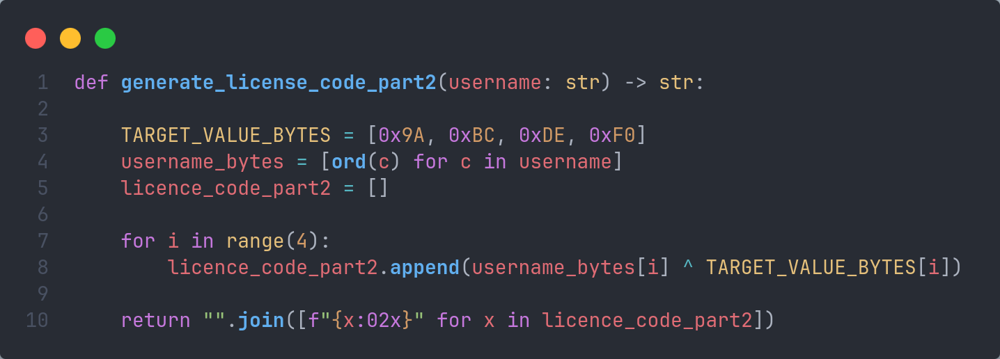 1 def generate_license_code_part2(username: str) -> str:
2
3     TARGET_VALUE_BYTES = [0x9A, 0xBC, 0xDE, 0xF0]
4     username_bytes = [ord(c) for c in username]
5     licence_code_part2 = []
6
7     for i in range(4):
8         licence_code_part2.append(username_bytes[i] ^ TARGET_VALUE_BYTES[i])
9
10     return "".join([f"{x:02x}" for x in licence_code_part2])